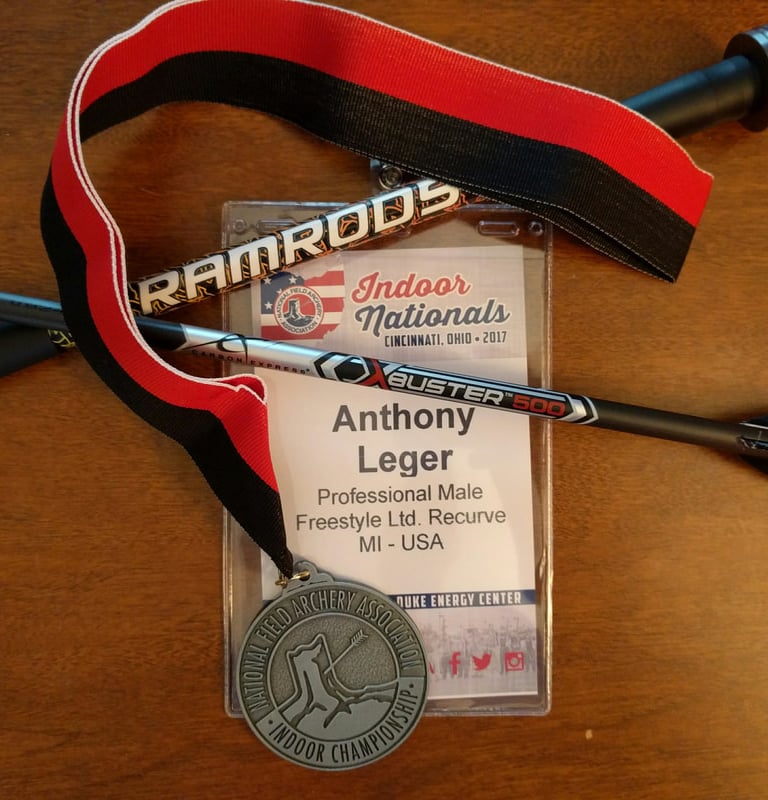 RAMRODS
NATIONAL FIELD ARCHERY
ASSOCIATION
Indoor
Nationals
CINCINNATI, OHIO • 2017
CARBON EXPRESS®
XBUSTER™ 500
Anthony
Leger
Professional Male
Freestyle Ltd. Recurve
MI - USA
DUKE ENERGY CENTER
NATIONAL FIELD ARCHERY ASSOCIATION
• INDOOR CHAMPIONSHIP •